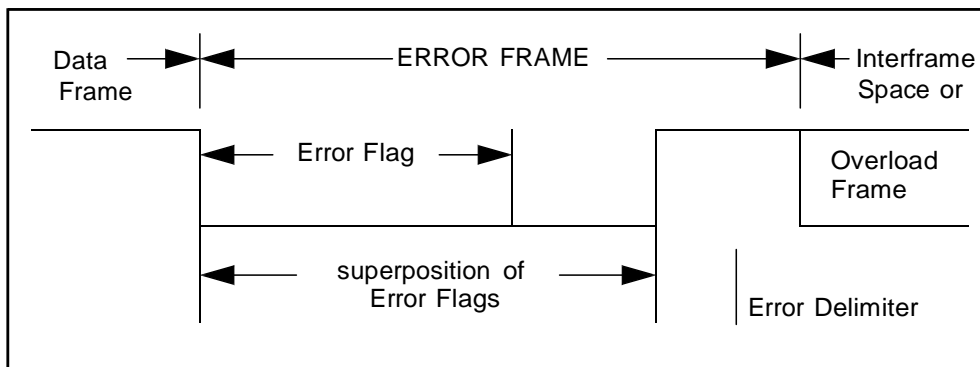 Data
Frame
ERROR FRAME
Interframe
Space or
Error Flag
Overload
Frame
superposition of
Error Flags
Error Delimiter